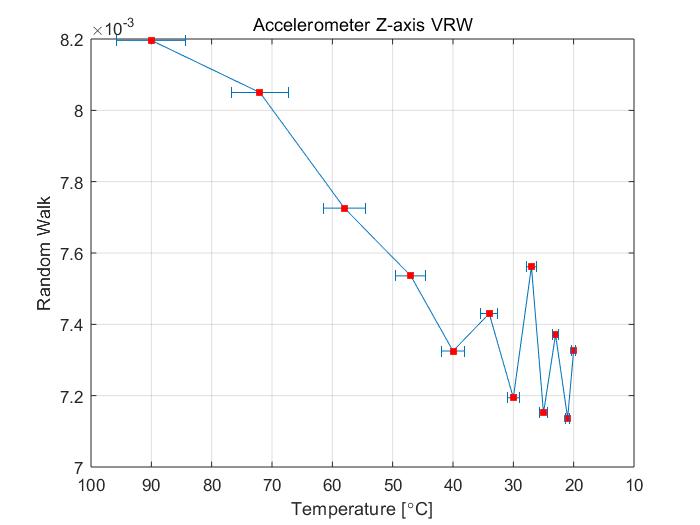 Accelerometer Z-axis VRW
×10⁻³
8.2
8
7.8
7.6
7.4
7.2
7
Random Walk
100 90 80 70 60 50 40 30 20 10
Temperature [°C]